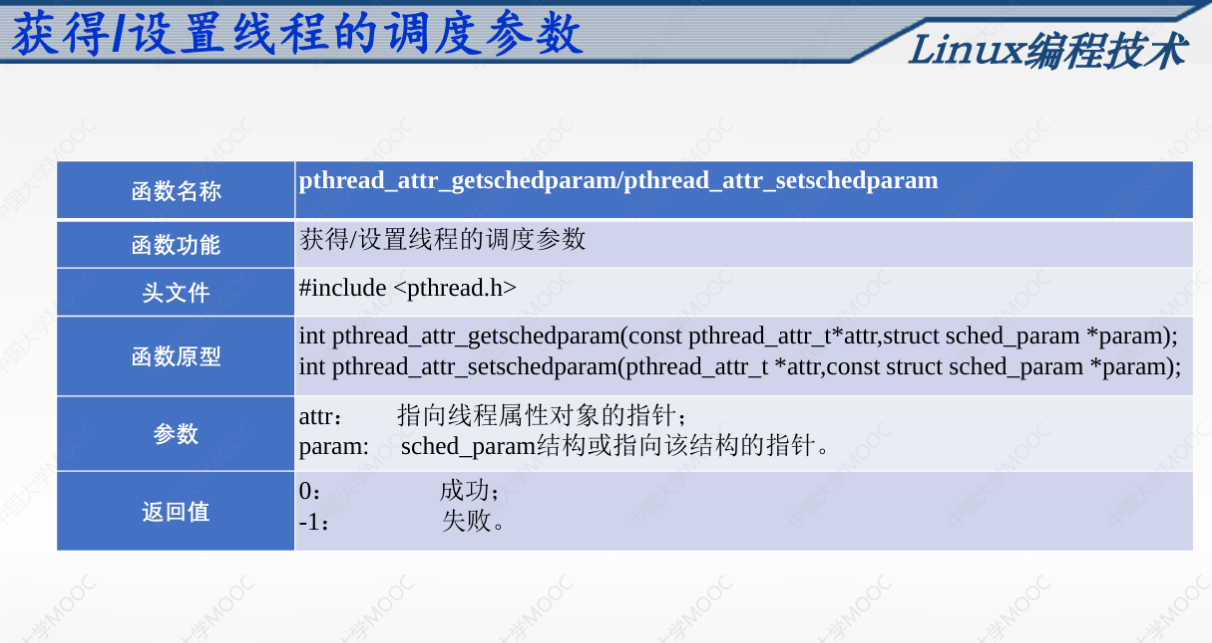 获得/设置线程的调度参数
Linux编程技术
函数名称 pthread_attr_getschedparam/pthread_attr_setschedparam
函数功能 获得/设置线程的调度参数
头文件 #include <pthread.h>
函数原型 int pthread_attr_getschedparam(const pthread_attr_t*attr,struct sched_param *param);
int pthread_attr_setschedparam(pthread_attr_t *attr,const struct sched_param *param);
参数 attr： 指向线程属性对象的指针；
param: sched_param结构或指向该结构的指针。
返回值 0： 成功；
-1： 失败。
中国大学MOOC